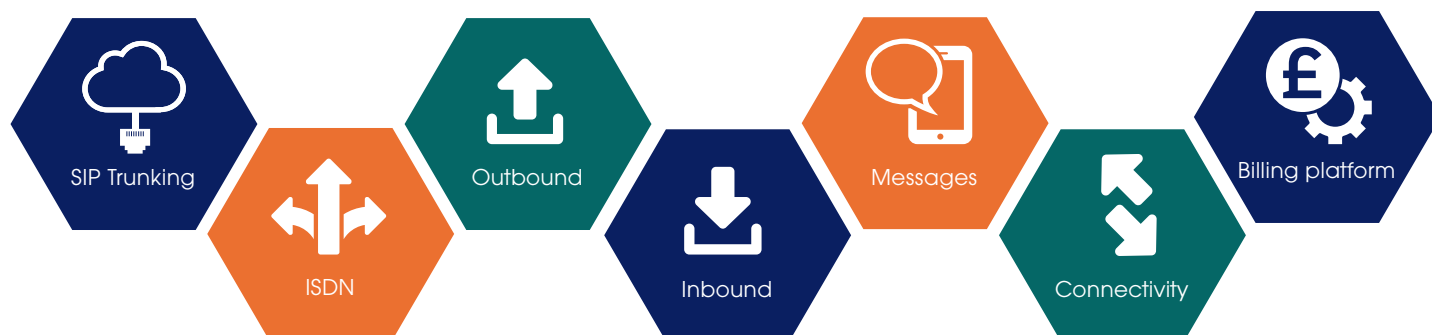 SIP Trunking
ISDN
Outbound
Inbound
Messages
Connectivity
£
Billing platform